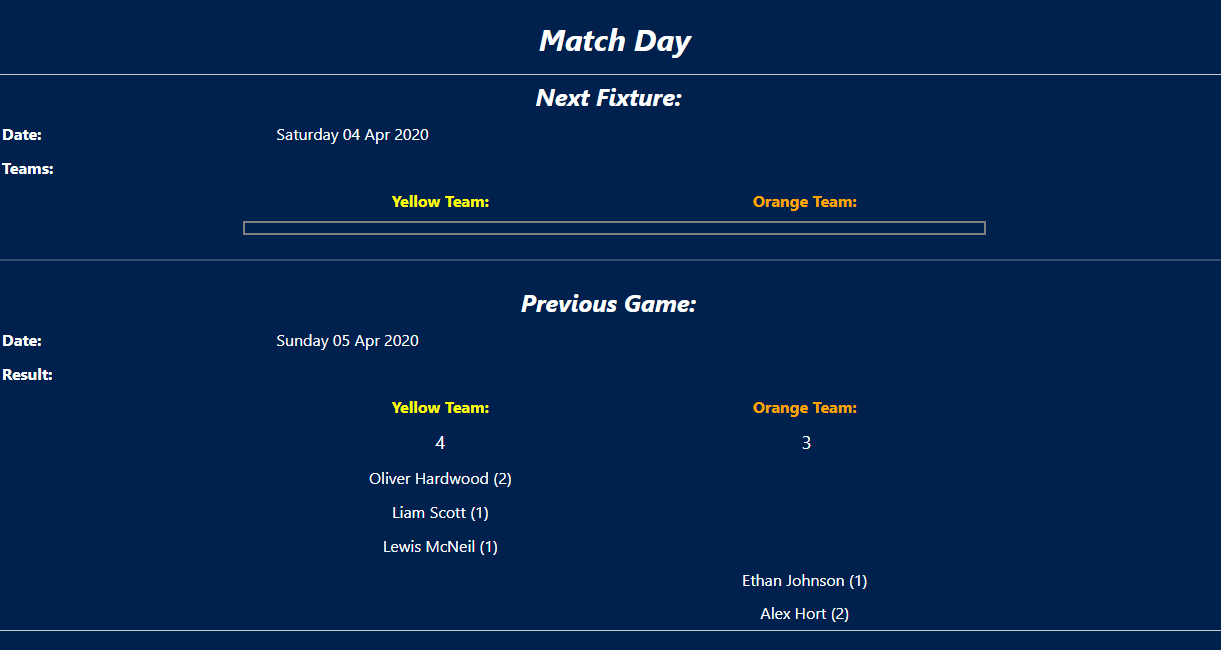 Match Day
Next Fixture:
Date: Saturday 04 Apr 2020
Teams:
Yellow Team: Orange Team:
Previous Game:
Date: Sunday 05 Apr 2020
Result:
Yellow Team: Orange Team:
4 3
Oliver Hardwood (2)
Liam Scott (1)
Lewis McNeil (1)
Ethan Johnson (1)
Alex Hort (2)